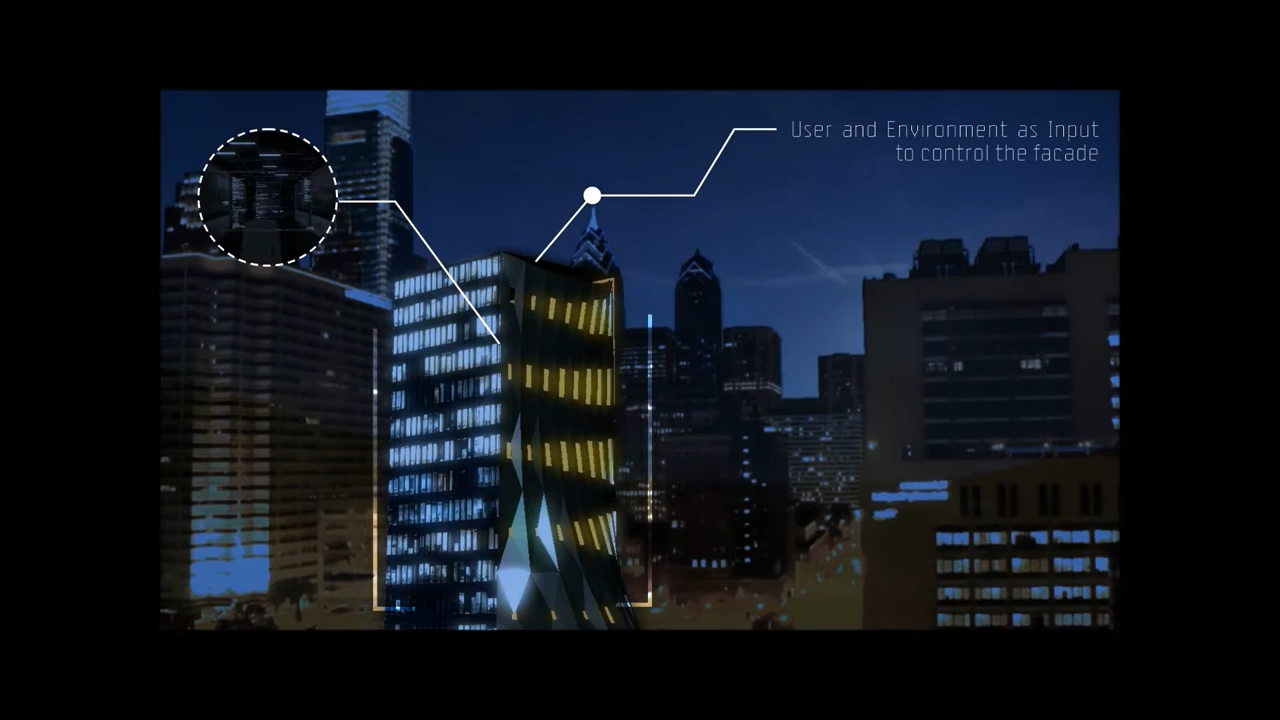 User and Environment as Input
to control the facade